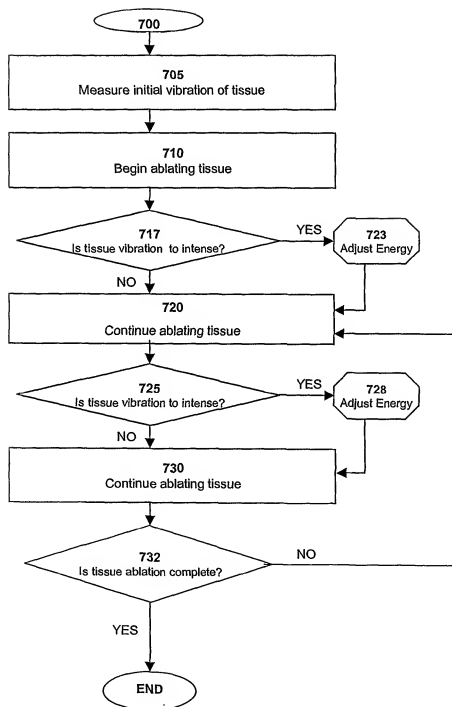 700
705
Measure initial vibration of tissue
710
Begin ablating tissue
717
Is tissue vibration to intense?
YES
723
Adjust Energy
NO
720
Continue ablating tissue
725
Is tissue vibration to intense?
YES
728
Adjust Energy
NO
730
Continue ablating tissue
732
Is tissue ablation complete?
NO
YES
END